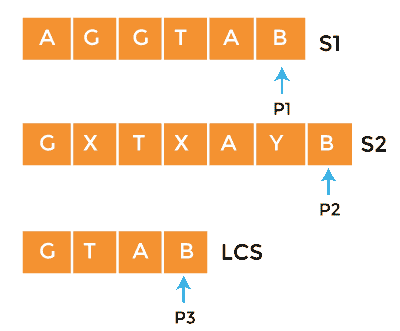 A G G T A B S1
P1
G X T X A Y B S2
P2
G T A B LCS
P3